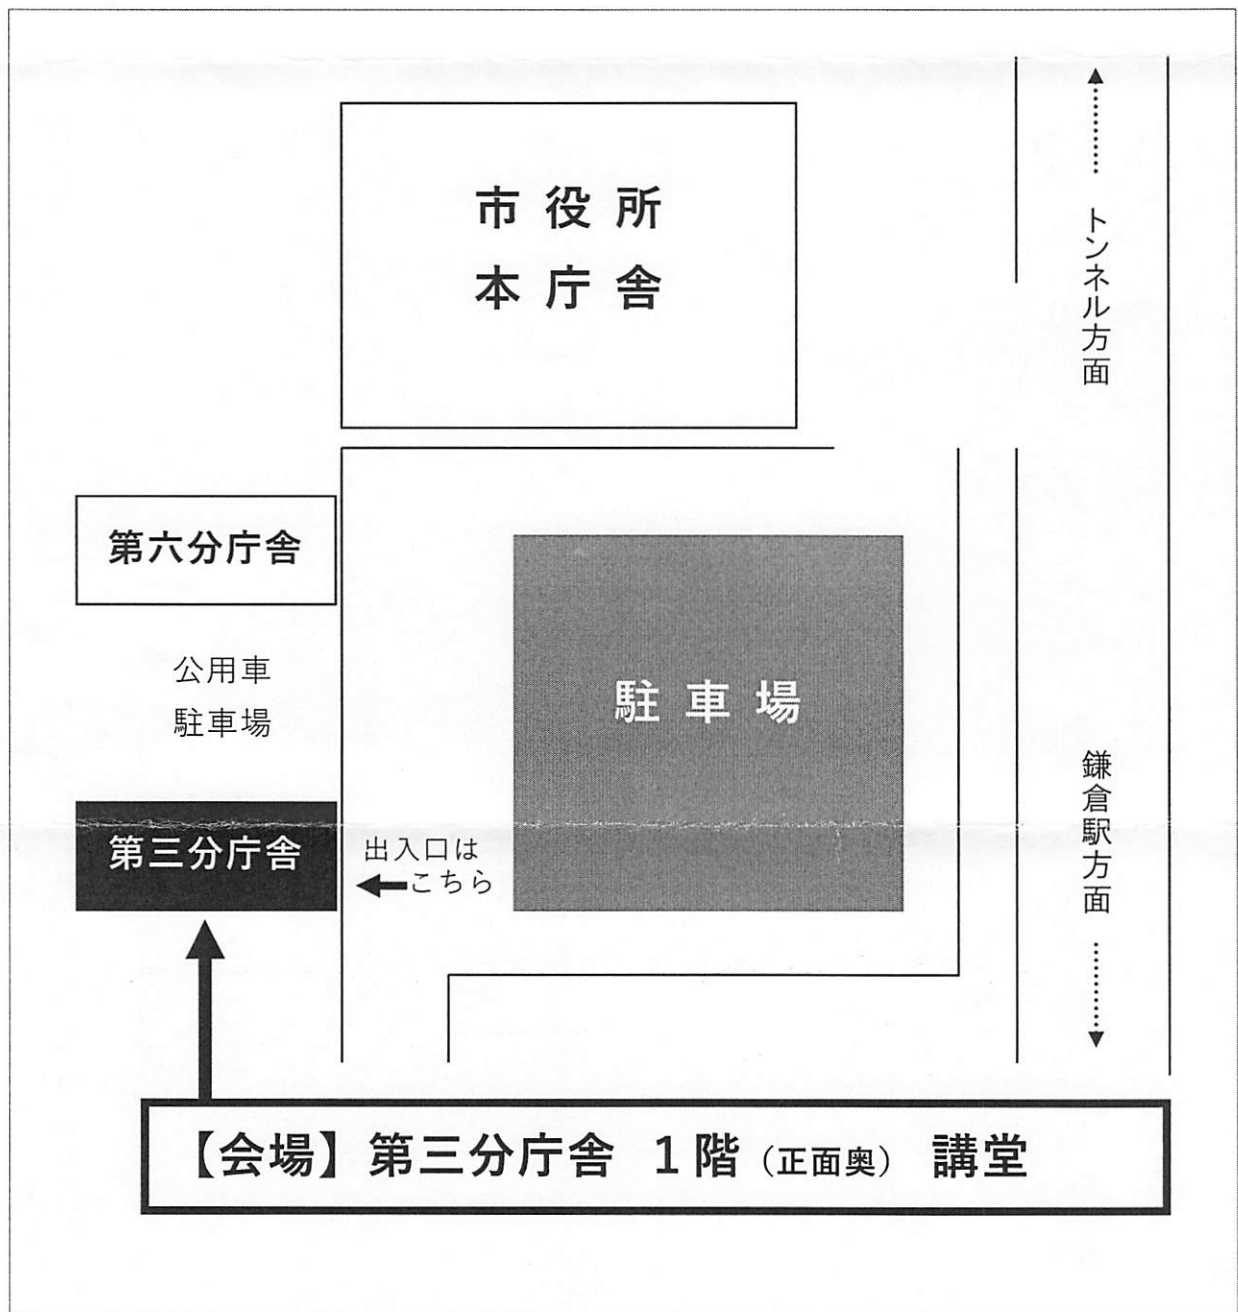 市役所
本庁舎
トンネル方面
第六分庁舎
公用車
駐車場
駐車場
第三分庁舎
出入口は
こちら
鎌倉駅方面
【会場】第三分庁舎 １階（正面奥） 講堂